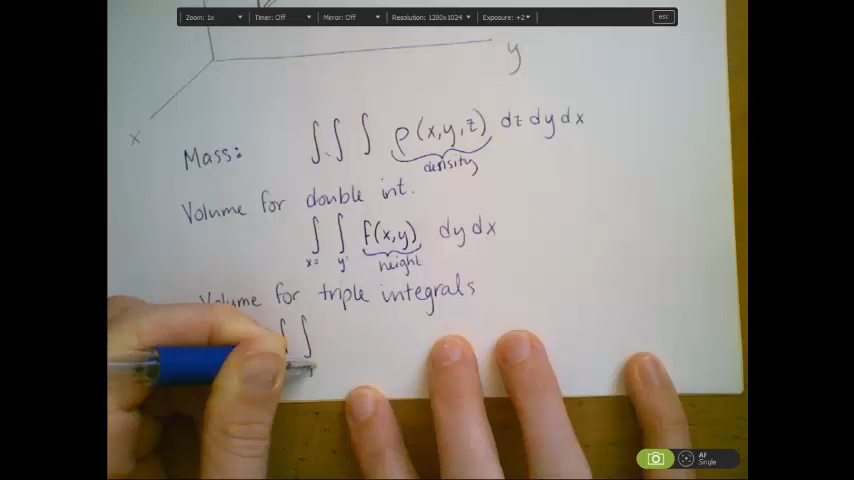 Zoom: 1x Timer: Off Mirror: Off Resolution: 1280x1024 Exposure: +2 esc
y
x
Mass: ∫ ∫ ∫ ρ(x,y,z) dz dy dx
density
Volume for double int.
∫ ∫ f(x,y) dy dx
x= y
height
Volume for triple integrals
∫ ∫
AF
Single